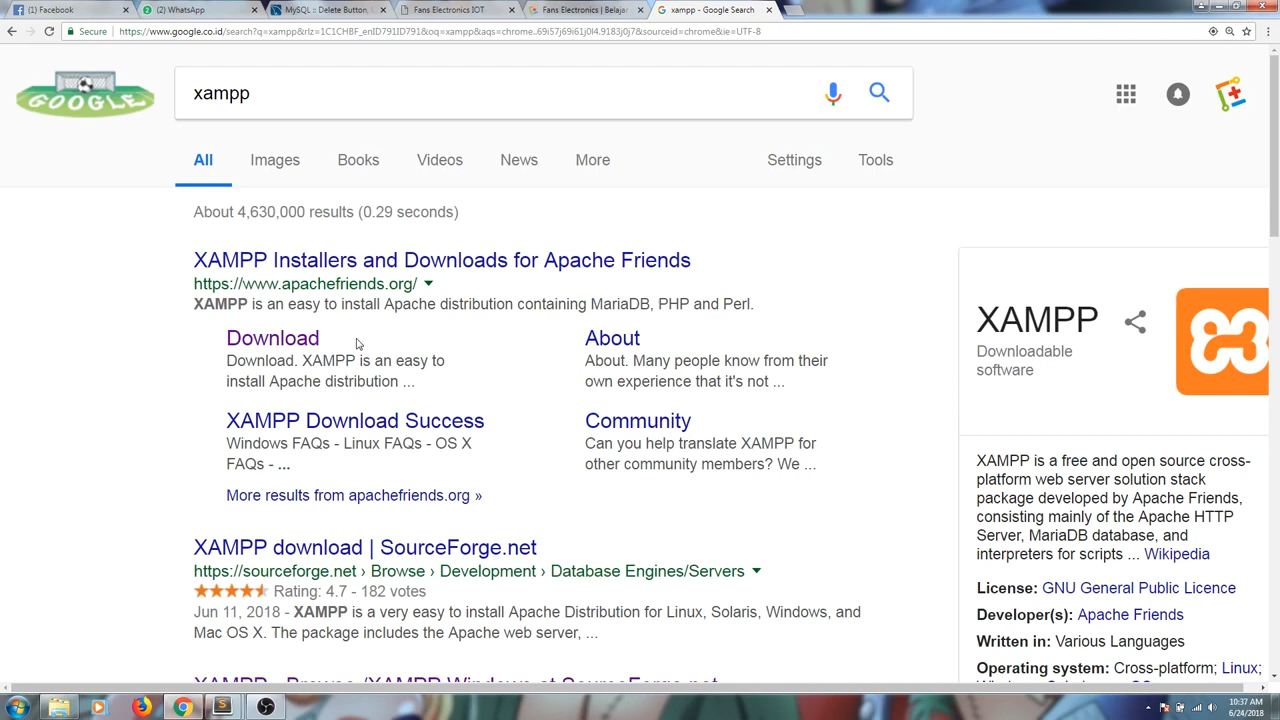 (1) Facebook
(2) WhatsApp
MySQL :: Delete Button, C
Fans Electronics IOT
Fans Electronics | Belajar
xampp - Google Search
Secure
https://www.google.co.id/search?q=xampp&rlz=1C1CHBF_enID791ID791&oq=xampp&aqs=chrome..69i57j69i61j0l4.9183j0j7&sourceid=chrome&ie=UTF-8
GOOGLE
xampp
All Images Books Videos News More Settings Tools
About 4,630,000 results (0.29 seconds)
XAMPP Installers and Downloads for Apache Friends
https://www.apachefriends.org/
XAMPP is an easy to install Apache distribution containing MariaDB, PHP and Perl.
Download
Download. XAMPP is an easy to
install Apache distribution ...
About
About. Many people know from their
own experience that it's not ...
XAMPP Download Success
Windows FAQs - Linux FAQs - OS X
FAQs - ...
Community
Can you help translate XAMPP for
other community members? We ...
More results from apachefriends.org »
XAMPP download | SourceForge.net
https://sourceforge.net › Browse › Development › Database Engines/Servers
Rating: 4.7 - 182 votes
Jun 11, 2018 - XAMPP is a very easy to install Apache Distribution for Linux, Solaris, Windows, and
Mac OS X. The package includes the Apache web server, ...
XAMPP - Browse /XAMPP Windows at SourceForge.net
XAMPP
Downloadable
software
XAMPP is a free and open source cross-
platform web server solution stack
package developed by Apache Friends,
consisting mainly of the Apache HTTP
Server, MariaDB database, and
interpreters for scripts ... Wikipedia
License: GNU General Public Licence
Developer(s): Apache Friends
Written in: Various Languages
Operating system: Cross-platform; Linux;
10:37 AM
6/24/2018